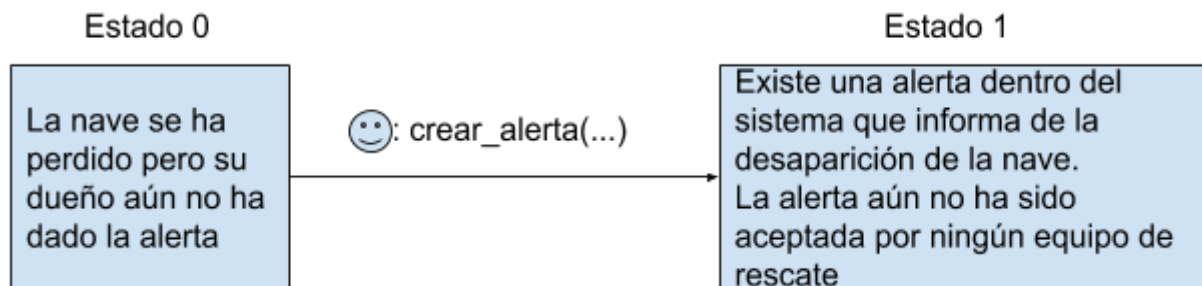 Estado 0
Estado 1
La nave se ha
perdido pero su
dueño aún no ha
dado la alerta
: crear_alerta(...)
Existe una alerta dentro del
sistema que informa de la
desaparición de la nave.
La alerta aún no ha sido
aceptada por ningún equipo de
rescate